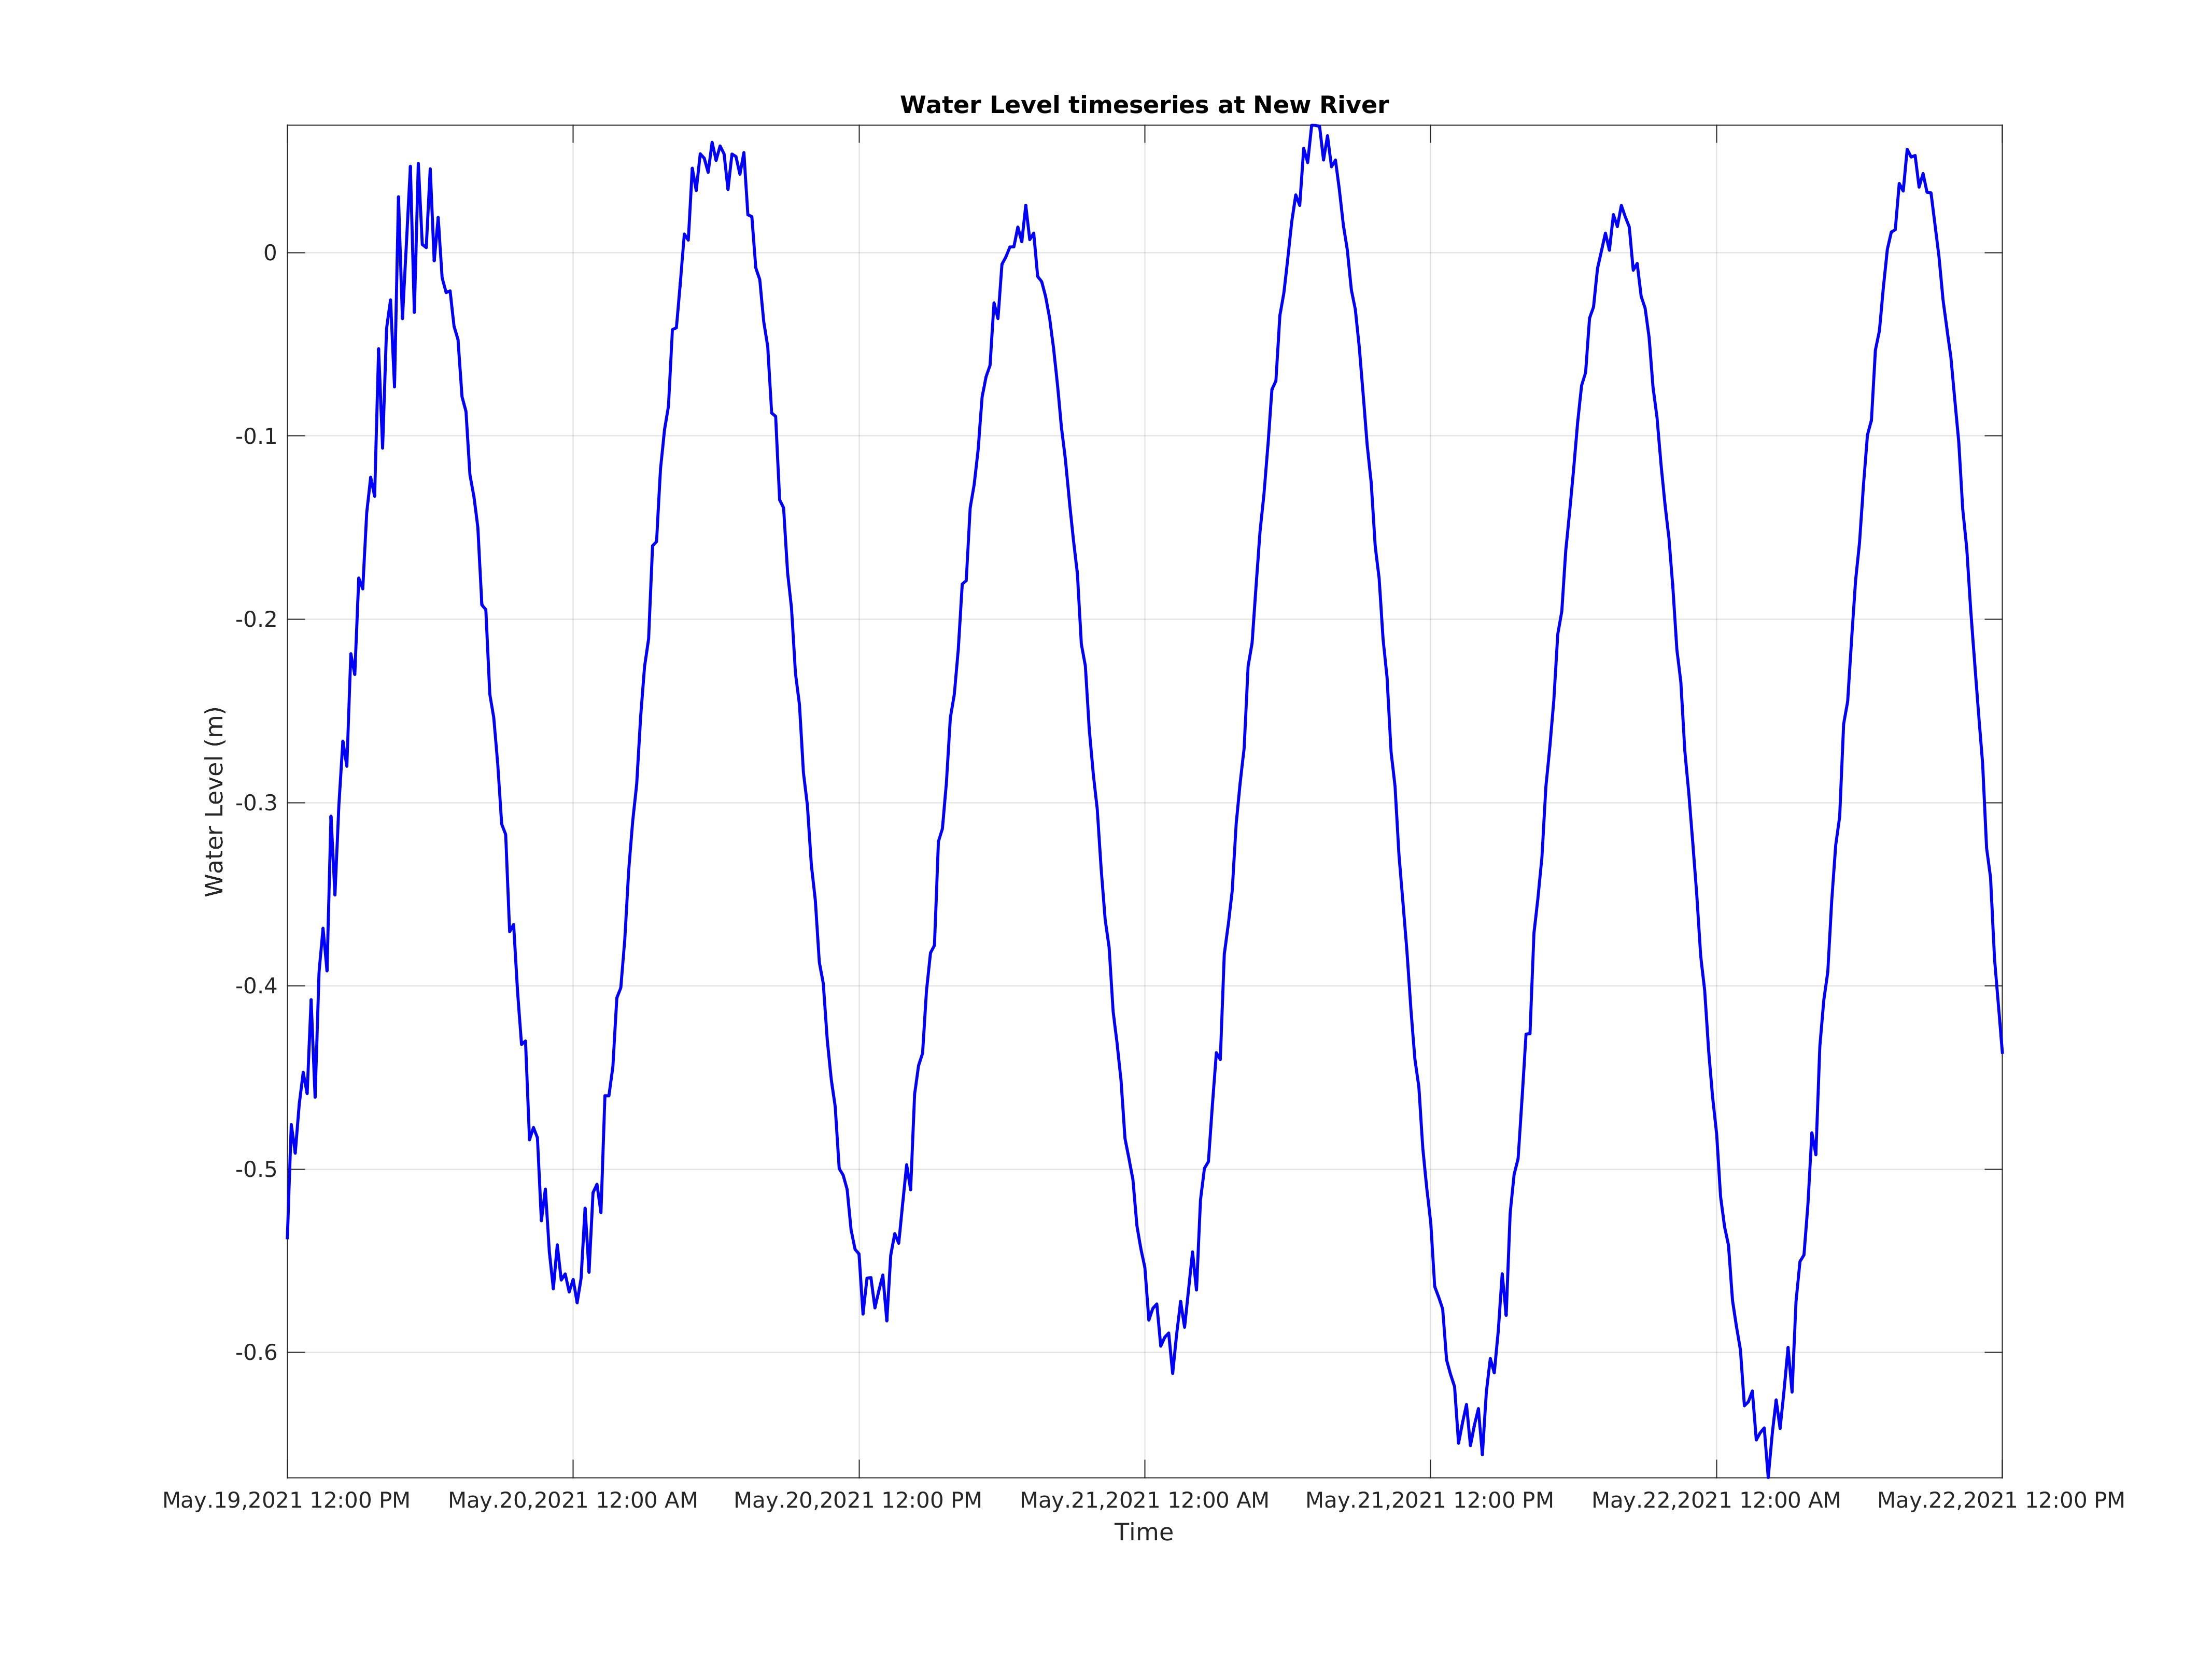 Water Level timeseries at New River
0
-0.1
-0.2
-0.3
-0.4
-0.5
-0.6
Water Level (m)
May.19,2021 12:00 PM May.20,2021 12:00 AM May.20,2021 12:00 PM May.21,2021 12:00 AM May.21,2021 12:00 PM May.22,2021 12:00 AM May.22,2021 12:00 PM
Time